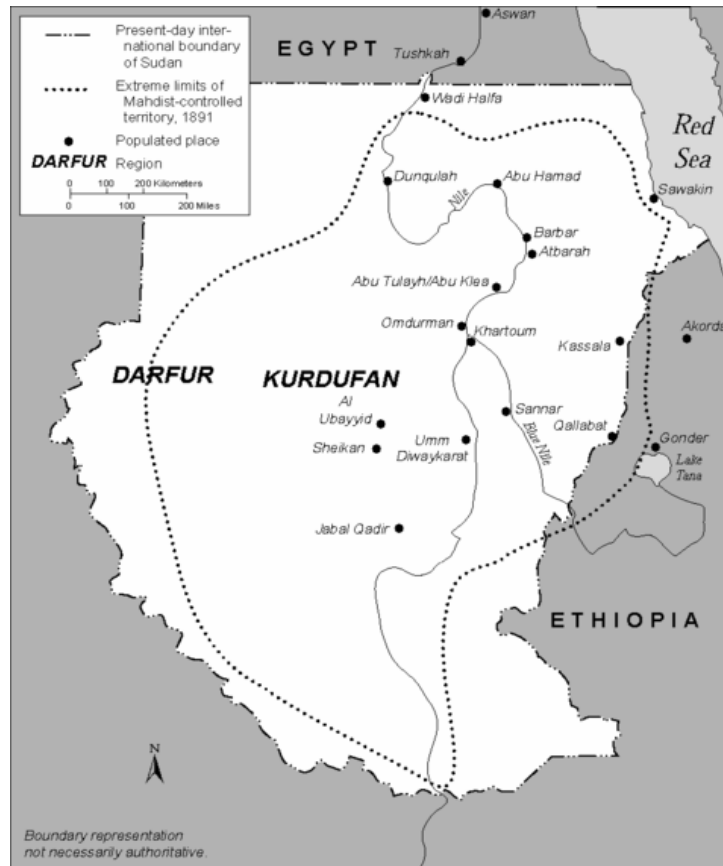 Present-day inter-
national boundary
of Sudan
Extreme limits of
Mahdist-controlled
territory, 1891
Populated place
DARFUR Region
0 100 200 Kilometers
0 100 200 Miles
Aswan
EGYPT
Tushkah
Wadi Halfa
Red
Sea
Dunqulah
Nile
Abu Hamad
Sawakin
Barbar
Atbarah
Abu Tulayh/Abu Klea
Omdurman
Khartoum
Kassala
Akorda
DARFUR
KURDUFAN
Al
Ubayyid
Sannar
Qallabat
Sheikan
Umm
Diwaykarat
Blue Nile
Gonder
Lake
Tana
Jabal Qadir
ETHIOPIA
N
Boundary representation
not necessarily authoritative.